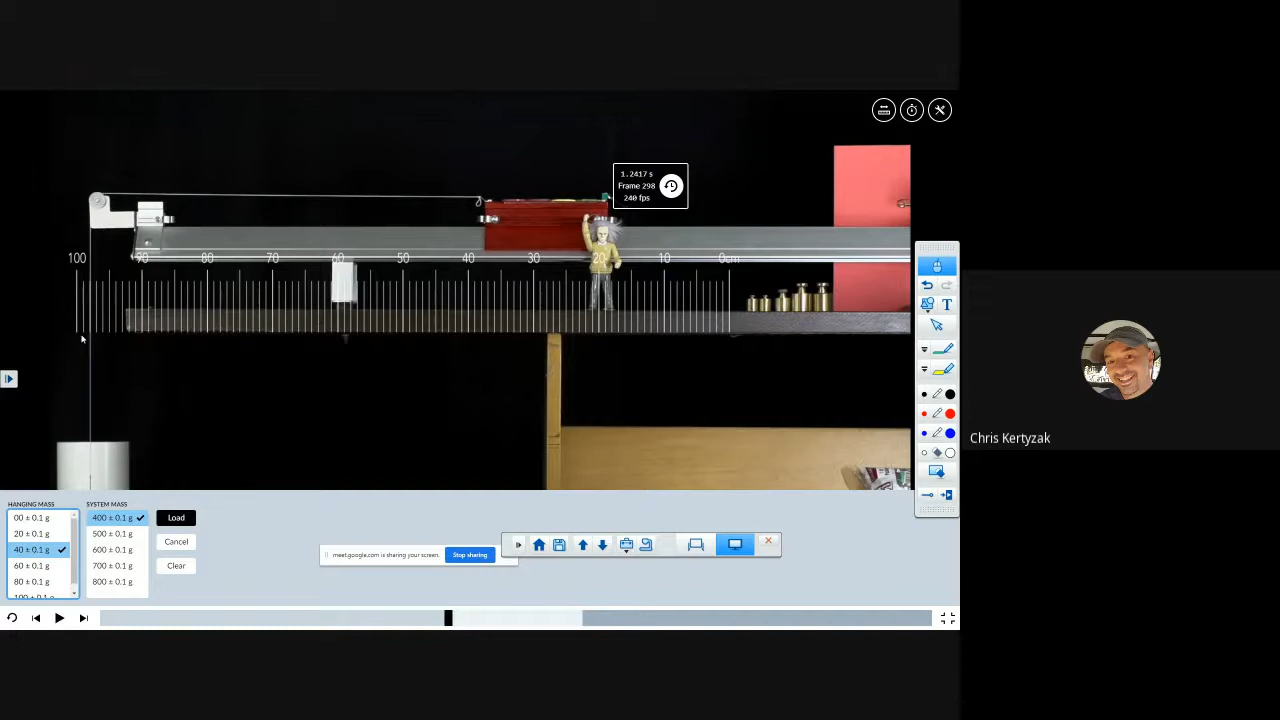 1.2417 s
Frame 298
240 fps
100 90 80 70 60 50 40 30 20 10 0cm
T
Chris Kertyzak
HANGING MASS
00 ± 0.1 g
20 ± 0.1 g
40 ± 0.1 g
60 ± 0.1 g
80 ± 0.1 g
100 ± 0.1 g
SYSTEM MASS
400 ± 0.1 g
500 ± 0.1 g
600 ± 0.1 g
700 ± 0.1 g
800 ± 0.1 g
Load
Cancel
Clear
meet.google.com is sharing your screen.
Stop sharing